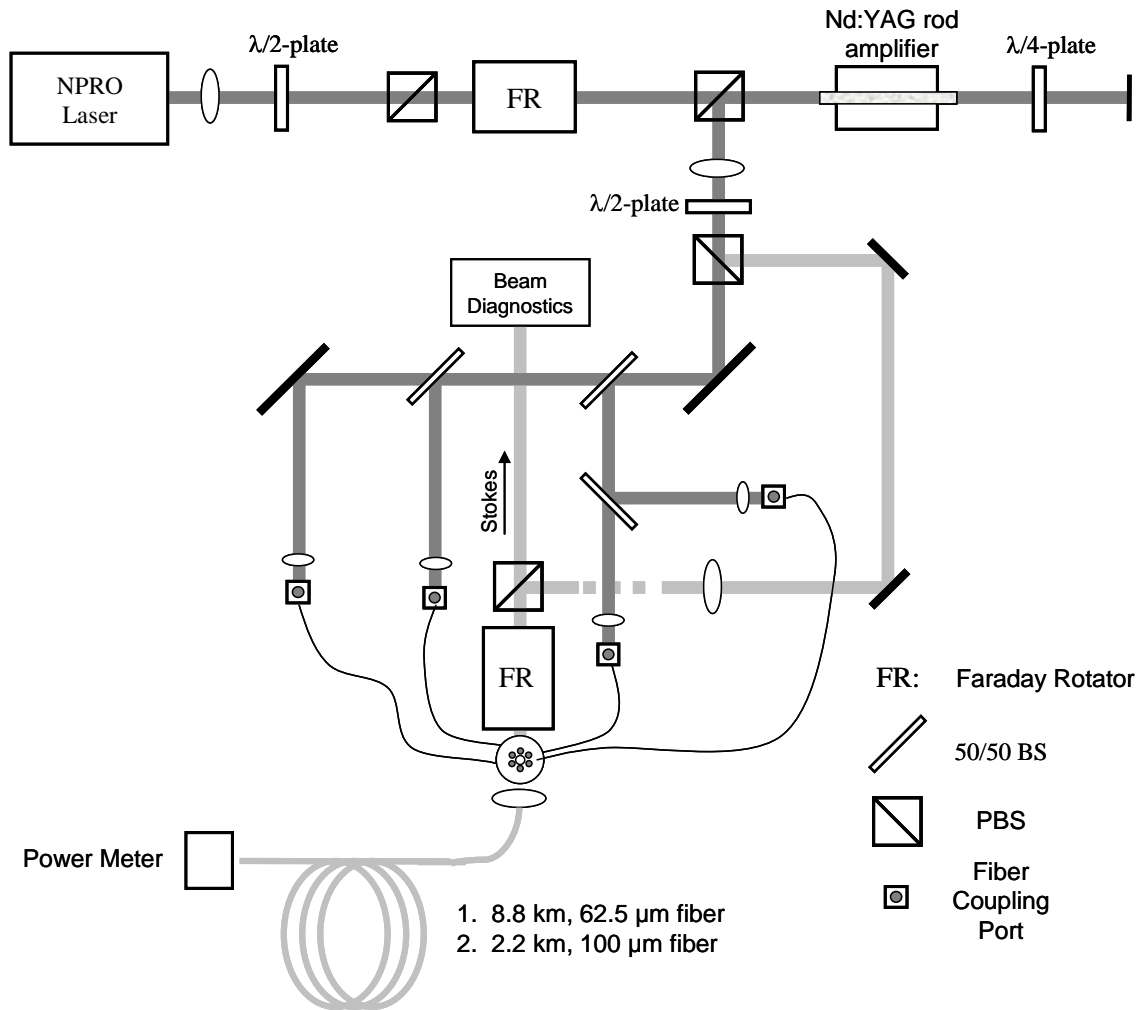 Nd:YAG rod
amplifier
λ/2-plate
λ/4-plate
NPRO
Laser
FR
λ/2-plate
Beam
Diagnostics
Stokes
FR
FR: Faraday Rotator
50/50 BS
PBS
Fiber
Coupling
Port
Power Meter
1. 8.8 km, 62.5 µm fiber
2. 2.2 km, 100 µm fiber